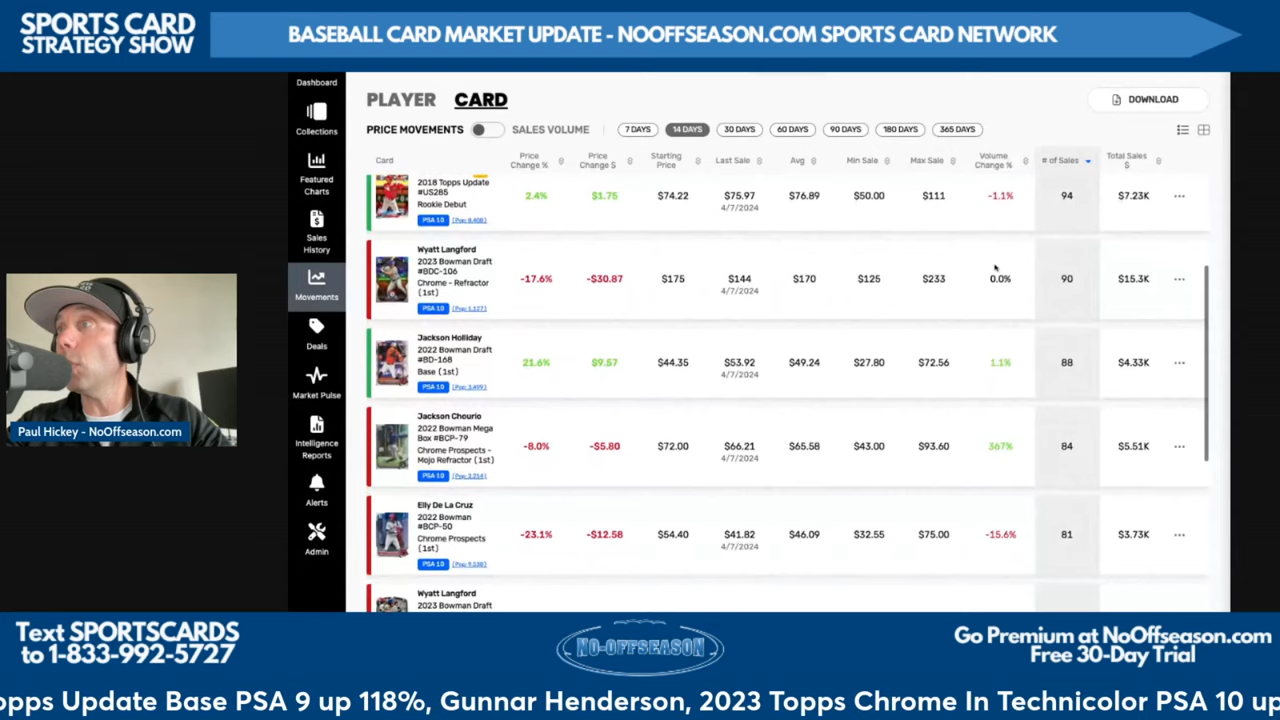 SPORTS CARD
STRATEGY SHOW
BASEBALL CARD MARKET UPDATE - NOOFFSEASON.COM SPORTS CARD NETWORK
Dashboard
Collections
Featured
Charts
Sales
History
Movements
Deals
Market Pulse
Intelligence
Reports
Alerts
Admin
PLAYER CARD
DOWNLOAD
PRICE MOVEMENTS SALES VOLUME 7 DAYS 14 DAYS 30 DAYS 60 DAYS 90 DAYS 180 DAYS 365 DAYS
Card Price Change % Price Change $ Starting Price Last Sale Avg Min Sale Max Sale Volume Change % # of Sales Total Sales $
2018 Topps Update
#US285
Rookie Debut
PSA 10
2.4% $1.75 $74.22 $75.97 $76.89 $50.00 $111 -1.1% 94 $7.23K
4/7/2024
Wyatt Langford
2023 Bowman Draft
#BDC-106
Chrome - Refractor
(1st)
PSA 10 (Pop: 1,127)
-17.6% -$30.87 $175 $144 $170 $125 $233 0.0% 90 $15.3K
4/7/2024
Jackson Holliday
2022 Bowman Draft
#BD-168
Base (1st)
PSA 10 (Pop: 3,499)
21.6% $9.57 $44.35 $53.92 $49.24 $27.80 $72.56 1.1% 88 $4.33K
4/7/2024
Jackson Chourio
2022 Bowman Mega
Box #BCP-79
Chrome Prospects -
Mojo Refractor (1st)
PSA 10 (Pop: 2,214)
-8.0% -$5.80 $72.00 $66.21 $65.58 $43.00 $93.60 367% 84 $5.51K
4/7/2024
Elly De La Cruz
2022 Bowman
#BCP-50
Chrome Prospects
(1st)
PSA 10 (Pop: 9,538)
-23.1% -$12.58 $54.40 $41.82 $46.09 $32.55 $75.00 -15.6% 81 $3.73K
4/7/2024
Wyatt Langford
2023 Bowman Draft
Paul Hickey - NoOffseason.com
Text SPORTSCARDS
to 1-833-992-5727
NO-OFFSEASON
Go Premium at NoOffseason.com
Free 30-Day Trial
opps Update Base PSA 9 up 118%, Gunnar Henderson, 2023 Topps Chrome In Technicolor PSA 10 up